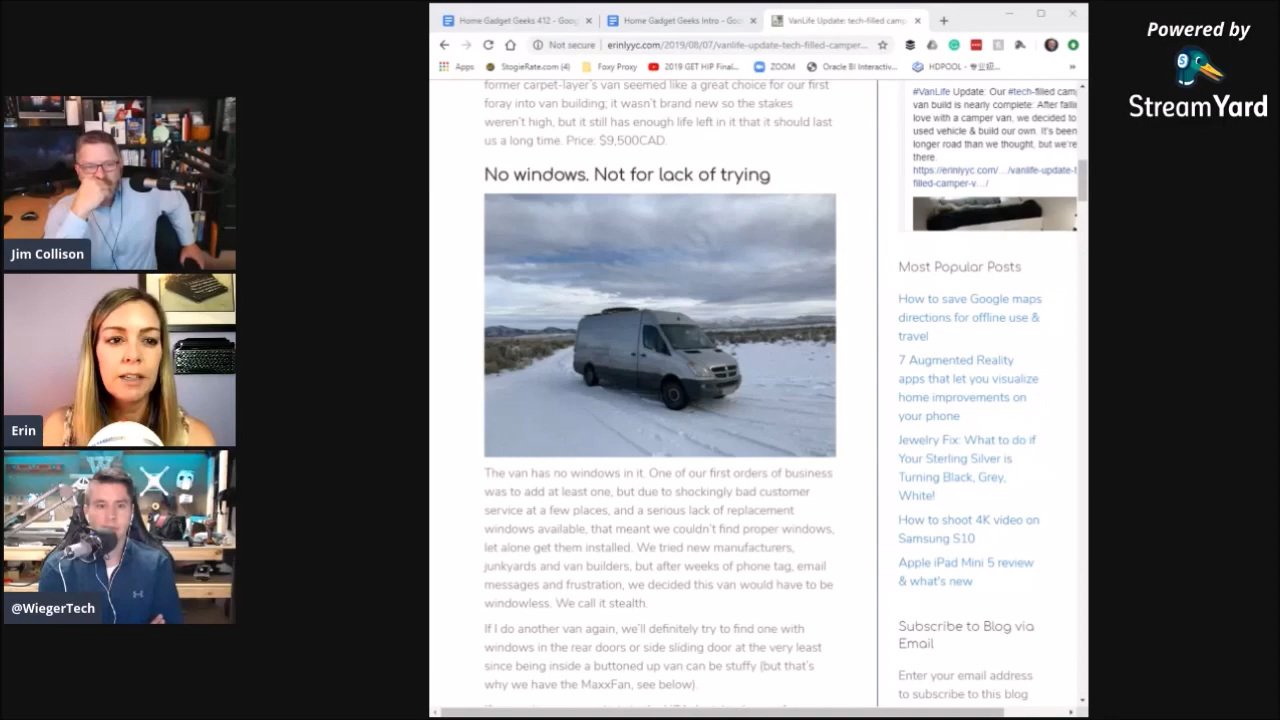 Jim Collison
Erin
@WiegerTech
Home Gadget Geeks 412 - Goog
Home Gadget Geeks Intro - Goo
VanLife Update: tech-filled camp
Not secure
erinlyyc.com/2019/08/07/vanlife-update-tech-filled-camper...
Apps
StogieRate.com (4)
Foxy Proxy
2019 GET HIP Final...
ZOOM
Oracle BI Interactiv...
former carpet-layer's van seemed like a great choice for our first
foray into van building; it wasn't brand new so the stakes
weren't high, but it still has enough life left in it that it should last
us a long time. Price: $9,500CAD.
No windows. Not for lack of trying
The van has no windows in it. One of our first orders of business
was to add at least one, but due to shockingly bad customer
service at a few places, and a serious lack of replacement
windows available, that meant we couldn't find proper windows,
let alone get them installed. We tried new manufacturers,
junkyards and van builders, but after weeks of phone tag, email
messages and frustration, we decided this van would have to be
windowless. We call it stealth.
If I do another van again, we'll definitely try to find one with
windows in the rear doors or side sliding door at the very least
since being inside a buttoned up van can be stuffy (but that's
why we have the MaxxFan, see below).
#VanLife Update: Our #tech-filled cam
van build is nearly complete: After falli
love with a camper van, we decided to
used vehicle & build our own. It's been
longer road than we thought, but we're
there.
https://erinlyyc.com/.../vanlife-update-t
filled-camper-v.../
Most Popular Posts
How to save Google maps
directions for offline use &
travel
7 Augmented Reality
apps that let you visualize
home improvements on
your phone
Jewelry Fix: What to do if
Your Sterling Silver is
Turning Black, Grey,
White!
How to shoot 4K video on
Samsung S10
Apple iPad Mini 5 review
& what's new
Subscribe to Blog via
Email
Enter your email address
to subscribe to this blog
Powered by
StreamYard